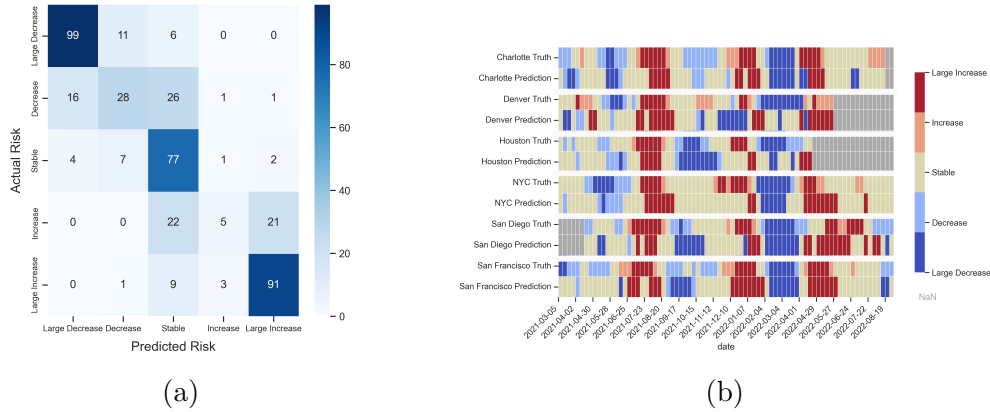 Actual Risk
Large Decrease
Decrease
Stable
Increase
Large Increase
99 11 6 0 0
16 28 26 1 1
4 7 77 1 2
0 0 22 5 21
0 1 9 3 91
Large Decrease Decrease Stable Increase Large Increase
Predicted Risk
80
60
40
20
0
(a)
Charlotte Truth
Charlotte Prediction
Denver Truth
Denver Prediction
Houston Truth
Houston Prediction
NYC Truth
NYC Prediction
San Diego Truth
San Diego Prediction
San Francisco Truth
San Francisco Prediction
2021-03-05
2021-04-02
2021-04-30
2021-05-28
2021-06-25
2021-07-23
2021-08-20
2021-09-17
2021-10-15
2021-11-12
2021-12-10
2022-01-07
2022-02-04
2022-03-04
2022-04-01
2022-04-29
2022-05-27
2022-06-24
2022-07-22
2022-08-19
date
Large Increase
Increase
Stable
Decrease
Large Decrease
NaN
(b)